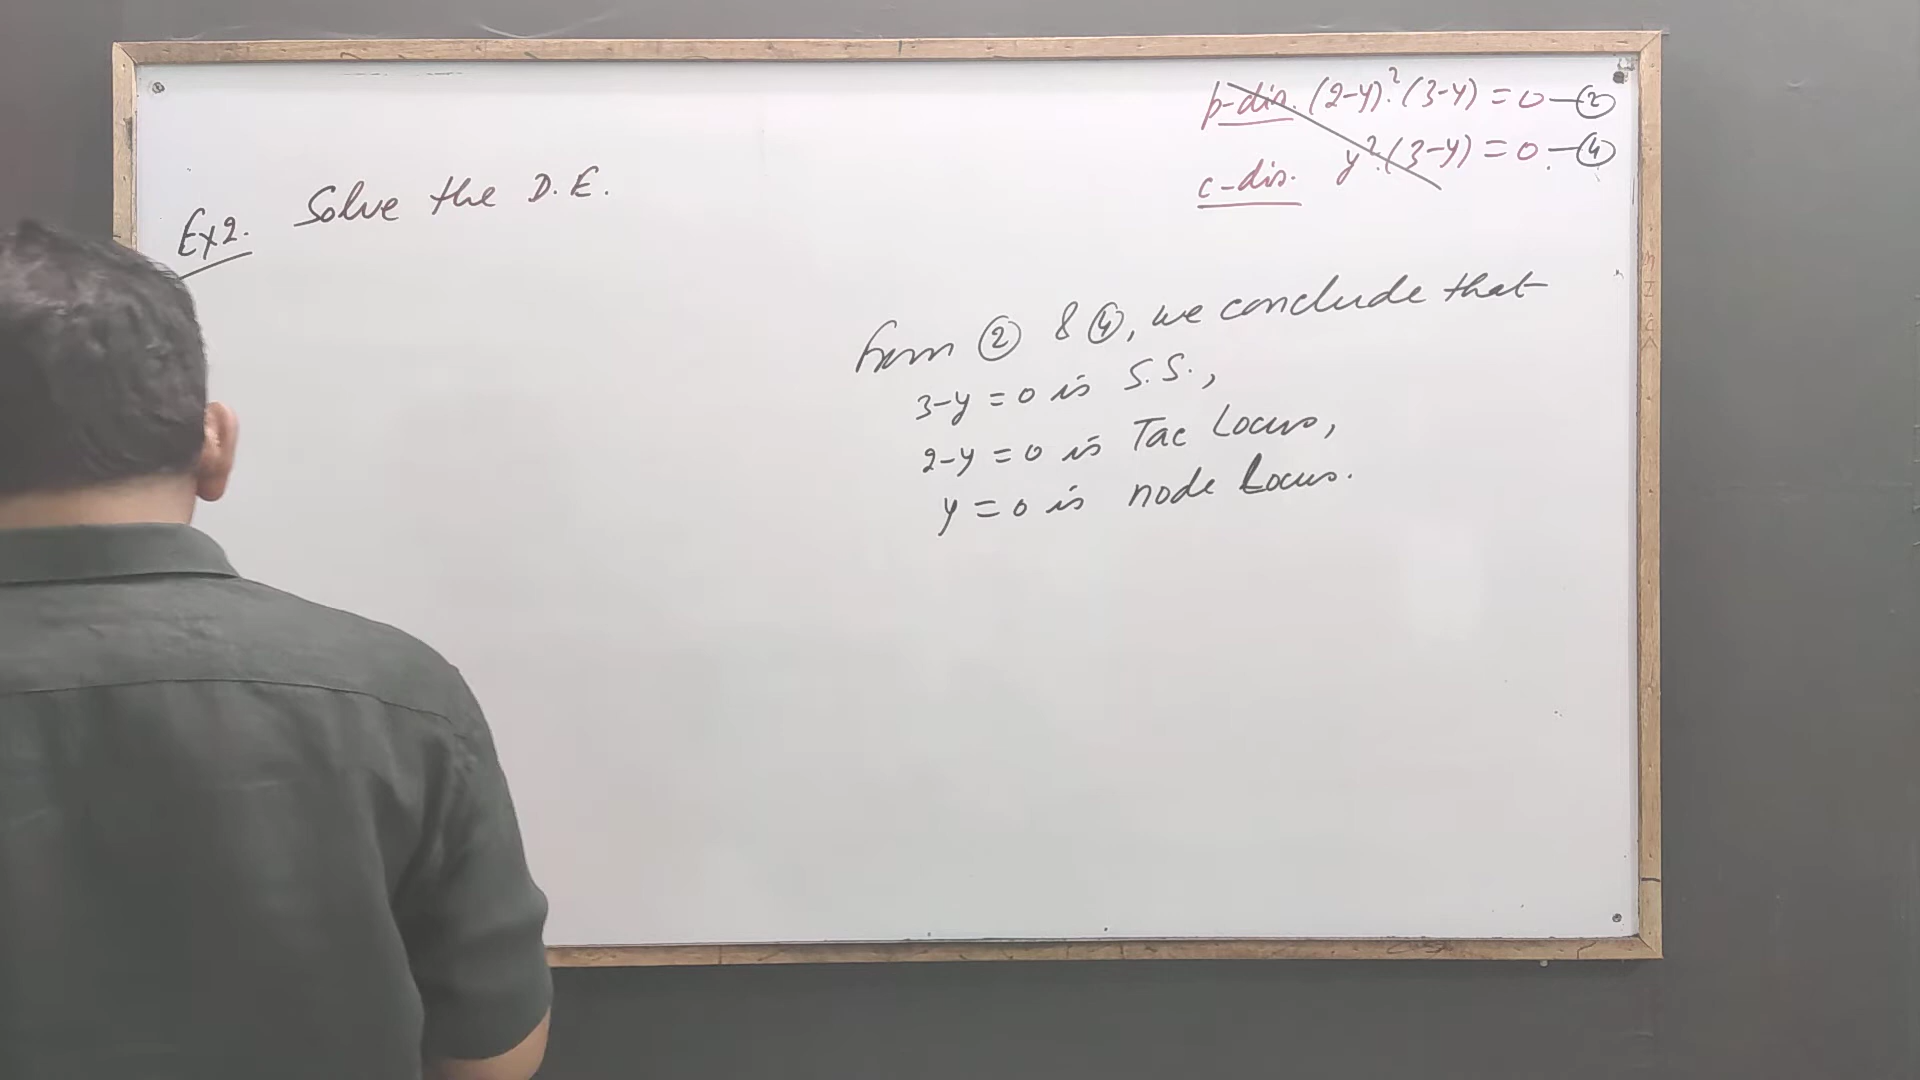 p-dis. (2-y)².(3-y) = 0 — ②
y².(3-y) = 0. — ④
c-dis.
Ex2. Solve the D.E.
from ② & ④, we conclude that
3-y = 0 is S.S.,
2-y = 0 is Tac Locus,
y = 0 is node Locus.